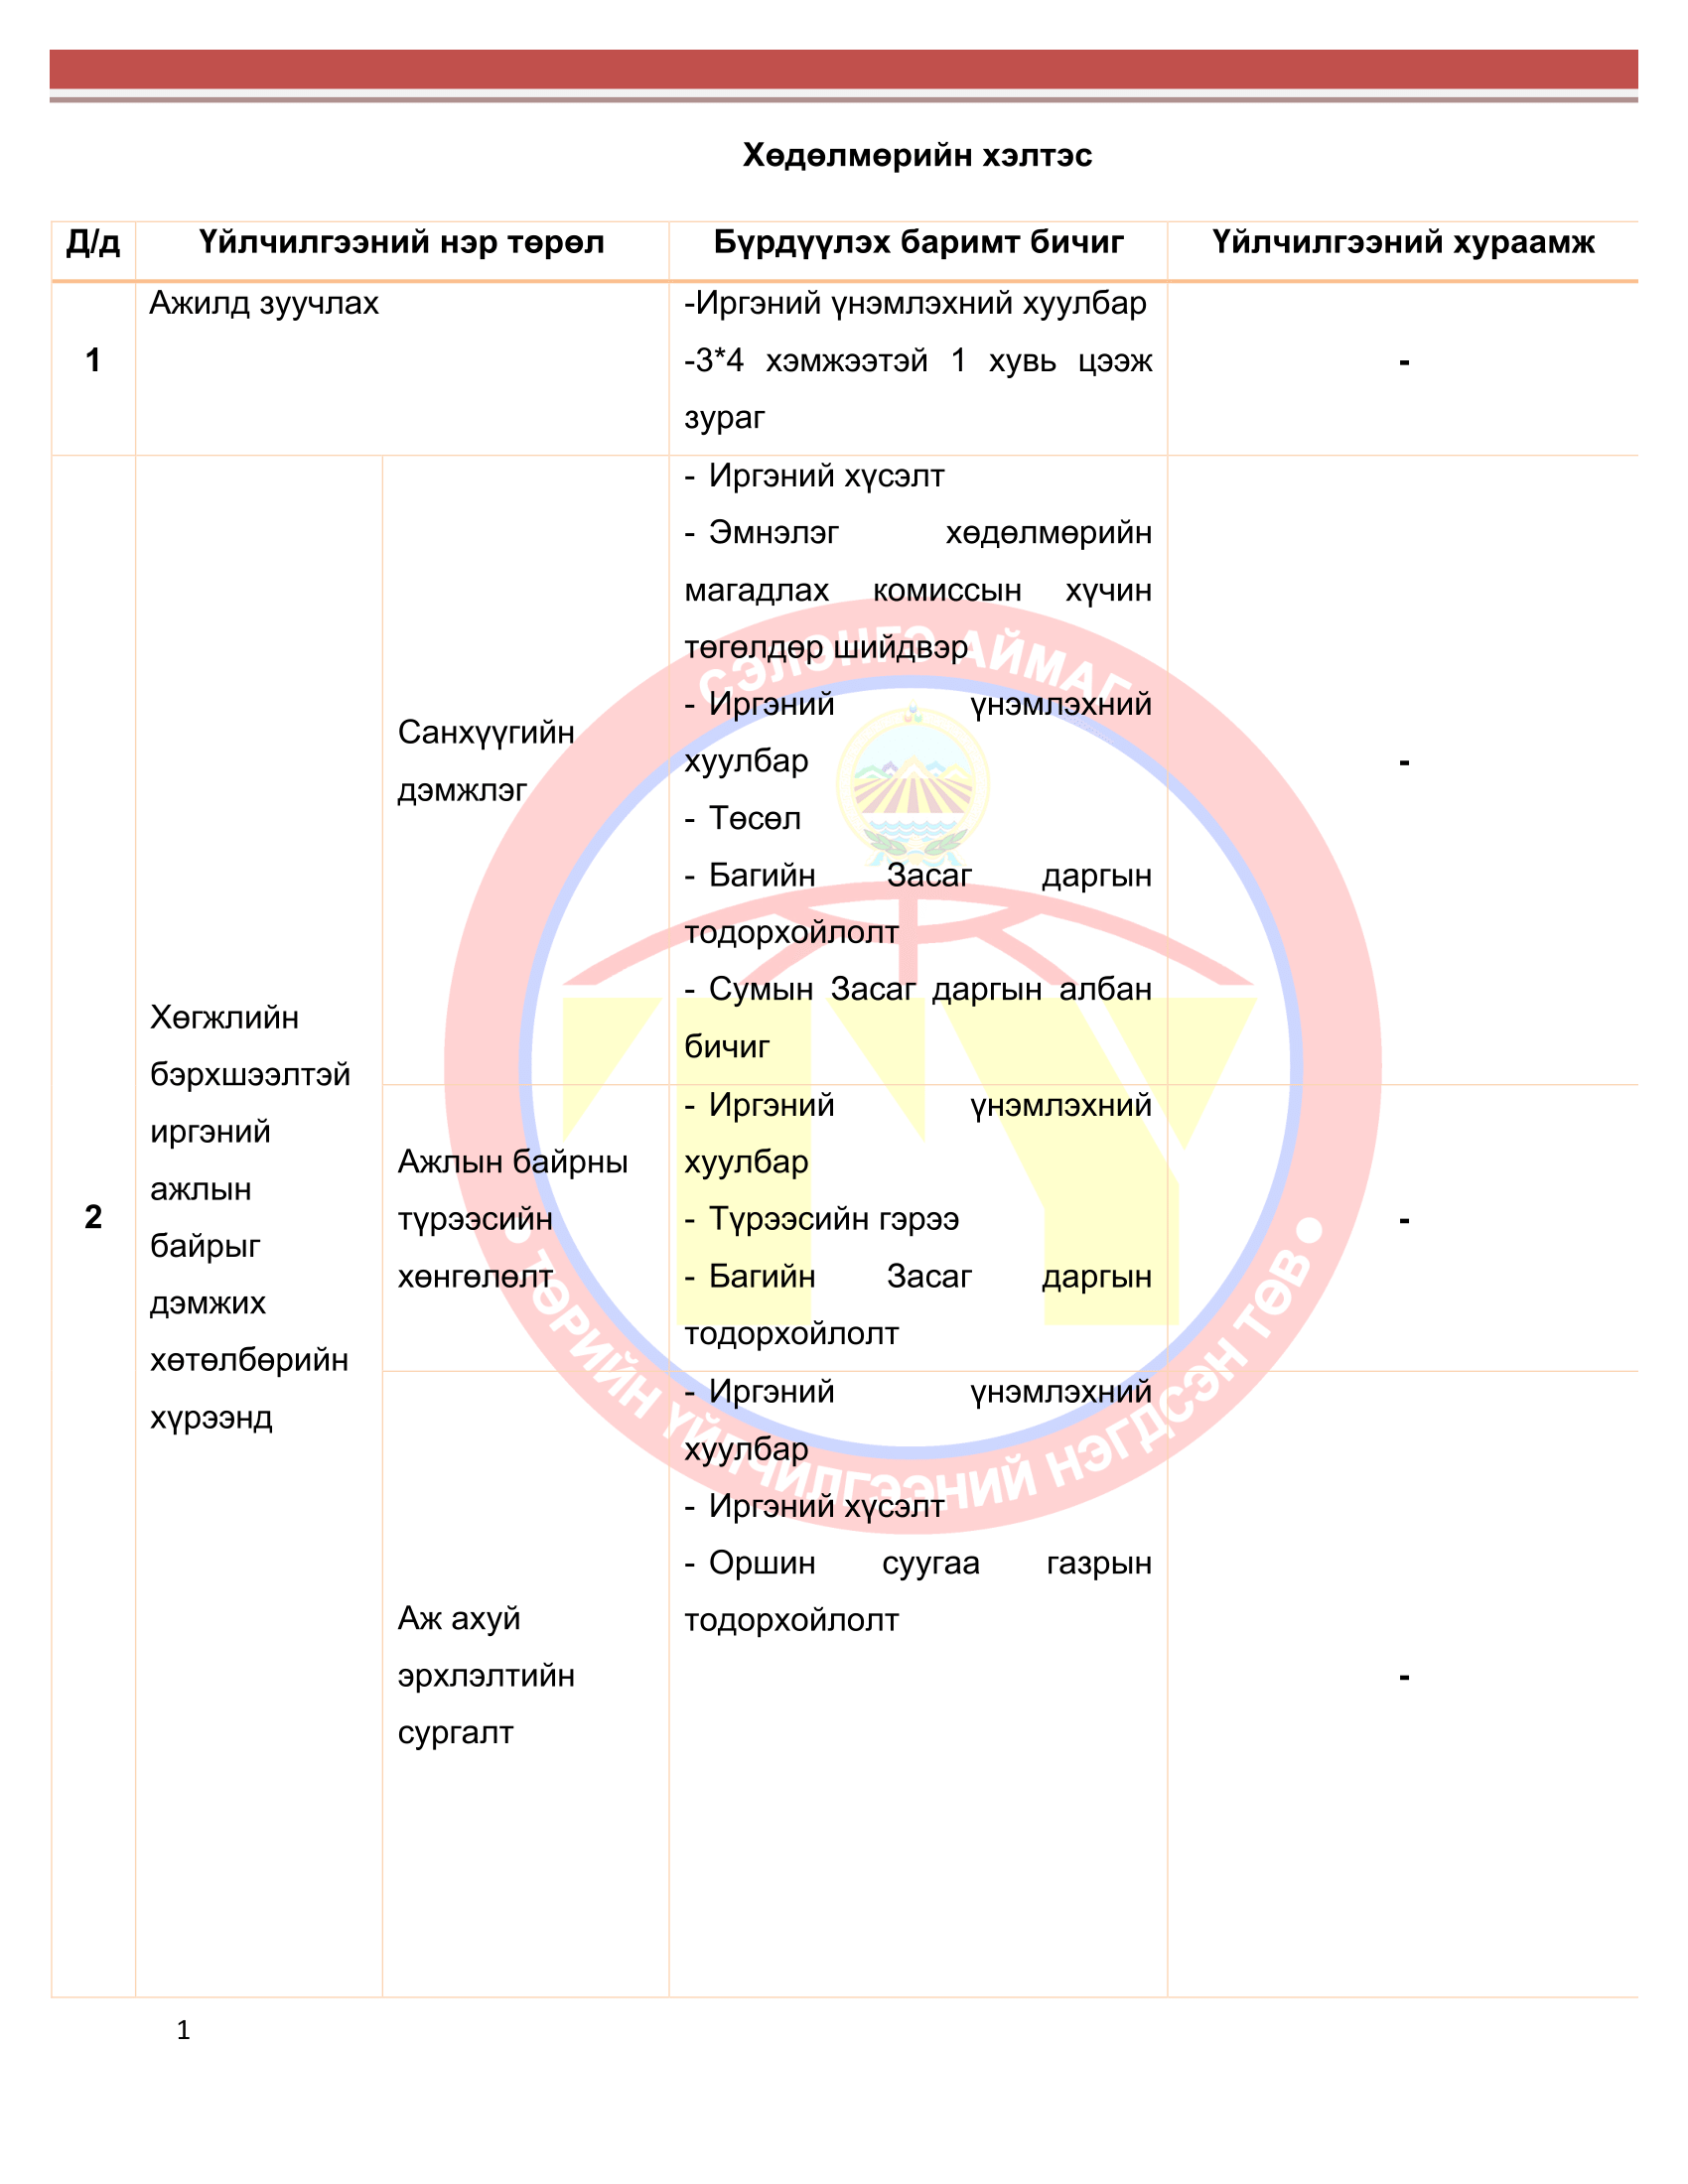 Хөдөлмөрийн хэлтэс
Д/д Үйлчилгээний нэр төрөл Бүрдүүлэх баримт бичиг Үйлчилгээний хураамж
1
Ажилд зуучлах
-Иргэний үнэмлэхний хуулбар
-3*4 хэмжээтэй 1 хувь цээж
зураг
-
2
Хөгжлийн
бэрхшээлтэй
иргэний
ажлын
байрыг
дэмжих
хөтөлбөрийн
хүрээнд
Санхүүгийн
дэмжлэг
- Иргэний хүсэлт
- Эмнэлэг хөдөлмөрийн
магадлах комиссын хүчин
төгөлдөр шийдвэр
- Иргэний үнэмлэхний
хуулбар
- Төсөл
- Багийн Засаг даргын
тодорхойлолт
- Сумын Засаг даргын албан
бичиг
-
Ажлын байрны
түрээсийн
хөнгөлөлт
- Иргэний үнэмлэхний
хуулбар
- Түрээсийн гэрээ
- Багийн Засаг даргын
тодорхойлолт
-
Аж ахуй
эрхлэлтийн
сургалт
- Иргэний үнэмлэхний
хуулбар
- Иргэний хүсэлт
- Оршин суугаа газрын
тодорхойлолт
-
СЭЛЭНГЭ АЙМАГ
ТӨРИЙН ҮЙЛЧИЛГЭЭНИЙ НЭГДСЭН ТӨВ
1